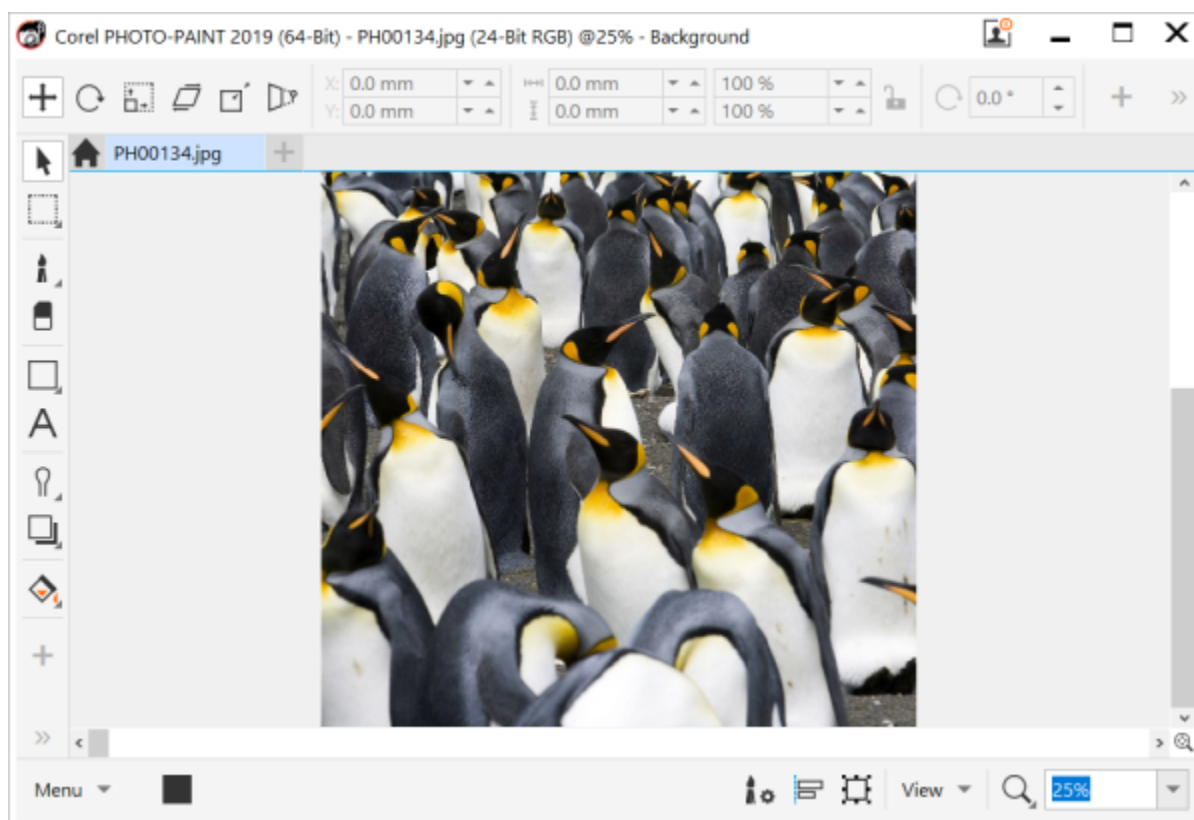 Corel PHOTO-PAINT 2019 (64-Bit) - PH00134.jpg (24-Bit RGB) @25% - Background
X: 0.0 mm 0.0 mm 100 % 0.0 °
Y: 0.0 mm 0.0 mm 100 %
PH00134.jpg
A
Menu View 25%